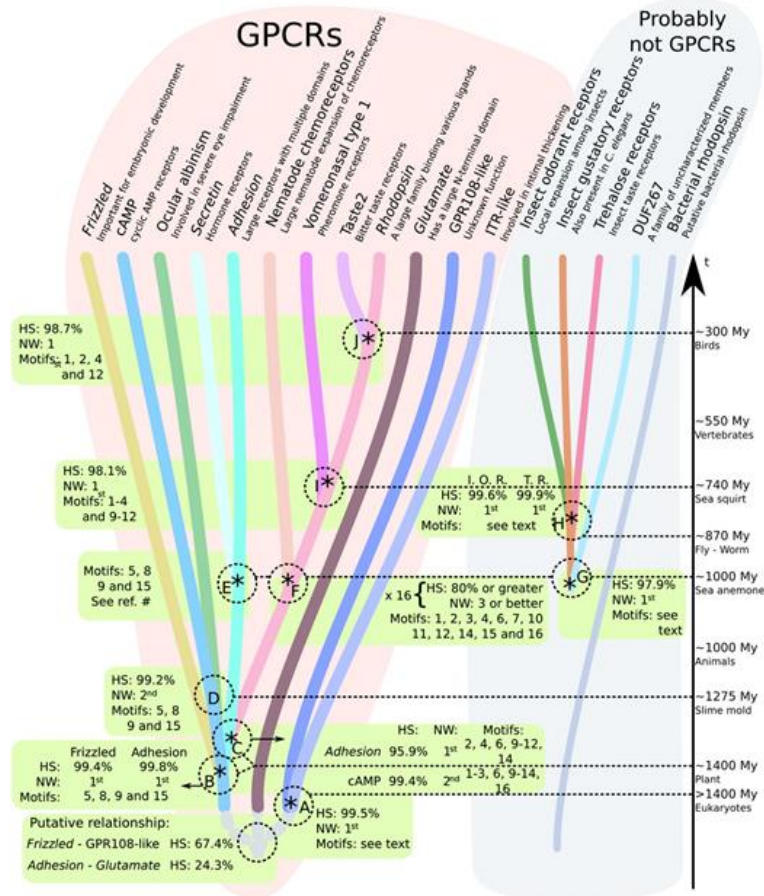 GPCRs
Probably
not GPCRs
Frizzled
Important for embryonic development
cAMP
cyclic AMP receptors
Ocular albinism
Involved in severe eye impairment
Secretin
Hormone receptors
Adhesion
Large receptors with multiple domains
Nematode chemoreceptors
Large nematode expansion of chemoreceptors
Vomeronasal type 1
Pheromone receptors
Taste2
Bitter taste receptors
Rhodopsin
A large family binding various ligands
Glutamate
Has a large N-terminal domain
GPR108-like
Unknown function
ITR-like
Involved in intimal thickening
Insect odorant receptors
Local expansion among insects
Insect gustatory receptors
Also present in C. elegans
Trehalose receptors
Insect taste receptors
DUF267
A family of uncharacterized members
Bacterial rhodopsin
Putative bacterial rhodopsin
t
HS: 98.7%
NW: 1st
Motifs: 1, 2, 4
and 12
J *
~300 My
Birds
~550 My
Vertebrates
HS: 98.1%
NW: 1st
Motifs: 1-4
and 9-12
I *
I. O. R. T. R.
HS: 99.6% 99.9%
NW: 1st 1st
Motifs: see text
H *
~740 My
Sea squirt
~870 My
Fly - Worm
Motifs: 5, 8
9 and 15
See ref. #
E *
F *
x 16 { HS: 80% or greater
NW: 3 or better
Motifs: 1, 2, 3, 4, 6, 7, 10
11, 12, 14, 15 and 16
G *
HS: 97.9%
NW: 1st
Motifs: see
text
~1000 My
Sea anemone
~1000 My
Animals
HS: 99.2%
NW: 2nd
Motifs: 5, 8
9 and 15
D
~1275 My
Slime mold
C *
HS: NW: Motifs:
Adhesion 95.9% 1st 2, 4, 6, 9-12,
14
cAMP 99.4% 2nd 1-3, 6, 9-14,
16
Frizzled Adhesion
HS: 99.4% 99.8%
NW: 1st 1st
Motifs: 5, 8, 9 and 15
B *
~1400 My
Plant
>1400 My
Eukaryotes
A *
HS: 99.5%
NW: 1st
Motifs: see text
Putative relationship:
Frizzled - GPR108-like HS: 67.4%
Adhesion - Glutamate HS: 24.3%